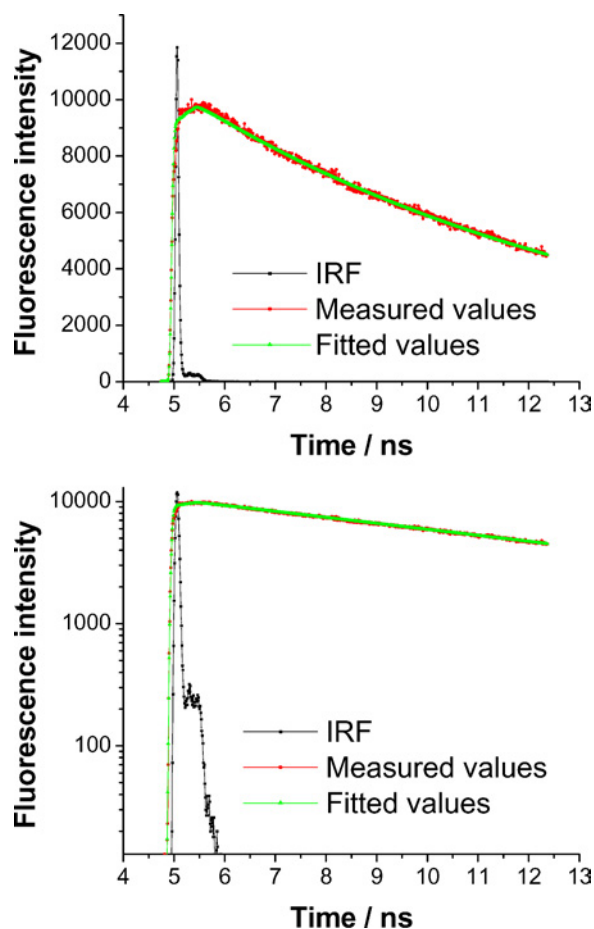 Fluorescence intensity
12000
10000
8000
6000
4000
2000
0
IRF
Measured values
Fitted values
4 5 6 7 8 9 10 11 12 13
Time / ns
Fluorescence intensity
10000
1000
100
IRF
Measured values
Fitted values
4 5 6 7 8 9 10 11 12 13
Time / ns